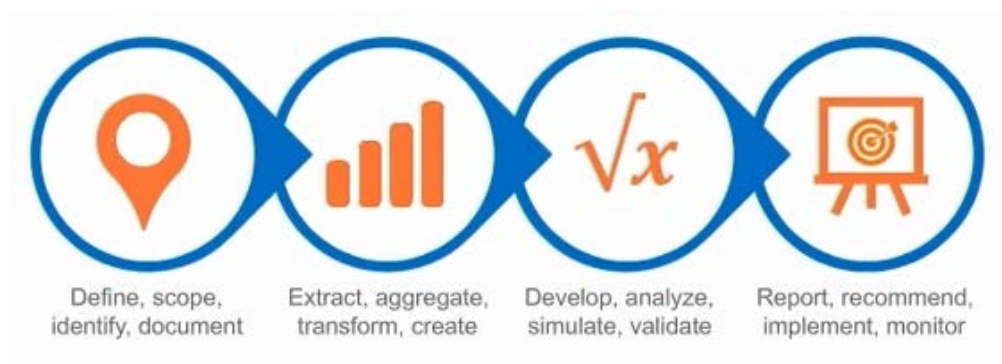 √x
Define, scope,
identify, document
Extract, aggregate,
transform, create
Develop, analyze,
simulate, validate
Report, recommend,
implement, monitor